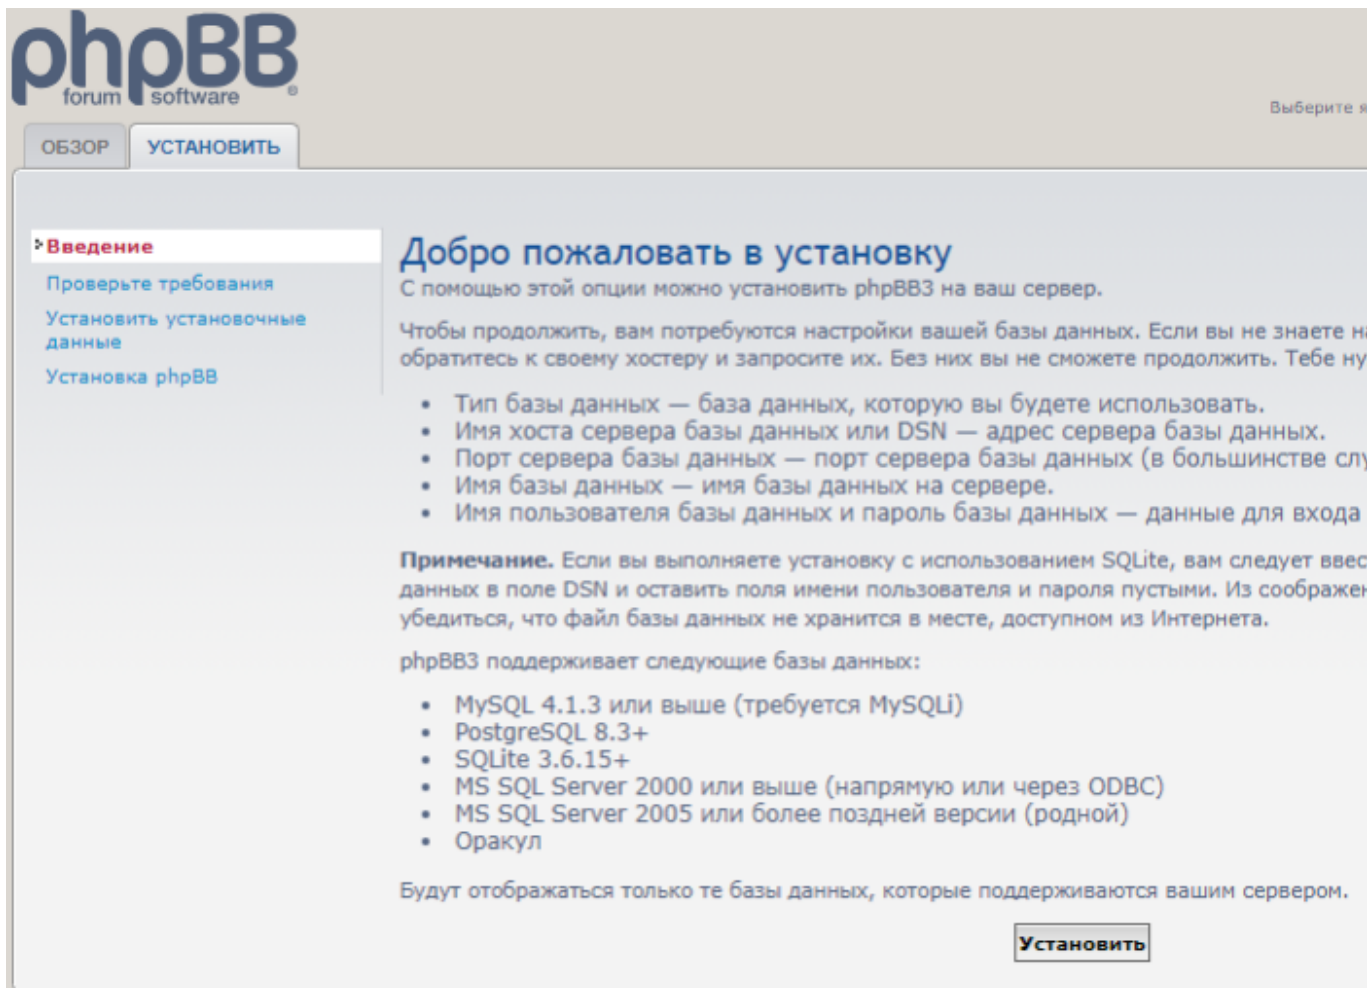 phpBB
forum software
®
Выберите
ОБЗОР
УСТАНОВИТЬ
Введение
Проверьте требования
Установить установочные
данные
Установка phpBB
Добро пожаловать в установку
С помощью этой опции можно установить phpBB3 на ваш сервер.
Чтобы продолжить, вам потребуются настройки вашей базы данных. Если вы не знаете
обратитесь к своему хостеру и запросите их. Без них вы не сможете продолжить. Тебе
• Тип базы данных — база данных, которую вы будете использовать.
• Имя хоста сервера базы данных или DSN — адрес сервера базы данных.
• Порт сервера базы данных — порт сервера базы данных (в большинстве
• Имя базы данных — имя базы данных на сервере.
• Имя пользователя базы данных и пароль базы данных — данные для входа
Примечание. Если вы выполняете установку с использованием SQLite, вам следует
данных в поле DSN и оставить поля имени пользователя и пароля пустыми. Из
убедиться, что файл базы данных не хранится в месте, доступном из Интернета.
phpBB3 поддерживает следующие базы данных:
• MySQL 4.1.3 или выше (требуется MySQLi)
• PostgreSQL 8.3+
• SQLite 3.6.15+
• MS SQL Server 2000 или выше (напрямую или через ODBC)
• MS SQL Server 2005 или более поздней версии (родной)
• Оракул
Будут отображаться только те базы данных, которые поддерживаются вашим сервером.
Установить